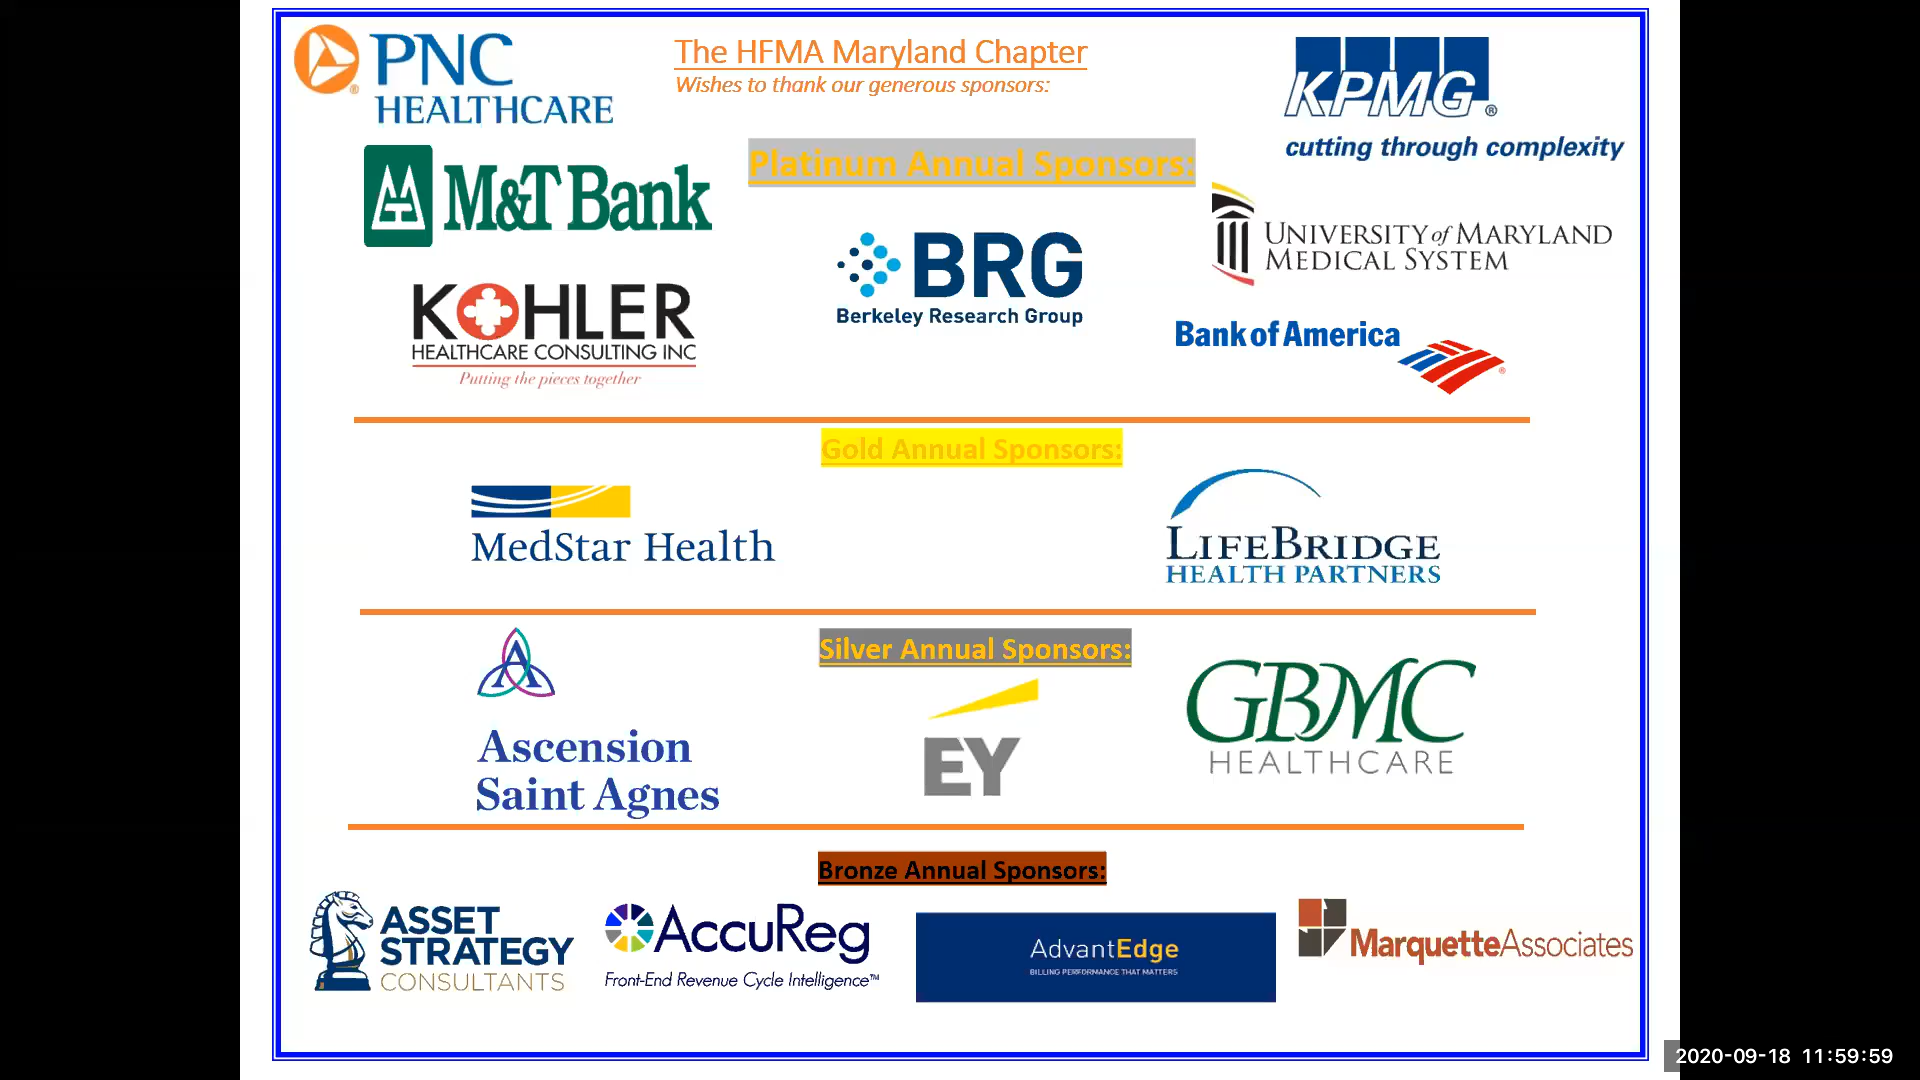 The HFMA Maryland Chapter
Wishes to thank our generous sponsors:
PNC
HEALTHCARE
KPMG®
cutting through complexity
Platinum Annual Sponsors:
M&T Bank
UNIVERSITY of MARYLAND
MEDICAL SYSTEM
BRG
Berkeley Research Group
KOHLER
HEALTHCARE CONSULTING INC
Putting the pieces together
Bank of America
Gold Annual Sponsors:
MedStar Health
LIFEBRIDGE
HEALTH PARTNERS
Silver Annual Sponsors:
A
Ascension
Saint Agnes
EY
GBMC
HEALTHCARE
Bronze Annual Sponsors:
ASSET
STRATEGY
CONSULTANTS
AccuReg
Front-End Revenue Cycle Intelligence™
AdvantEdge
BILLING PERFORMANCE THAT MATTERS
MarquetteAssociates
2020-09-18 11:59:59